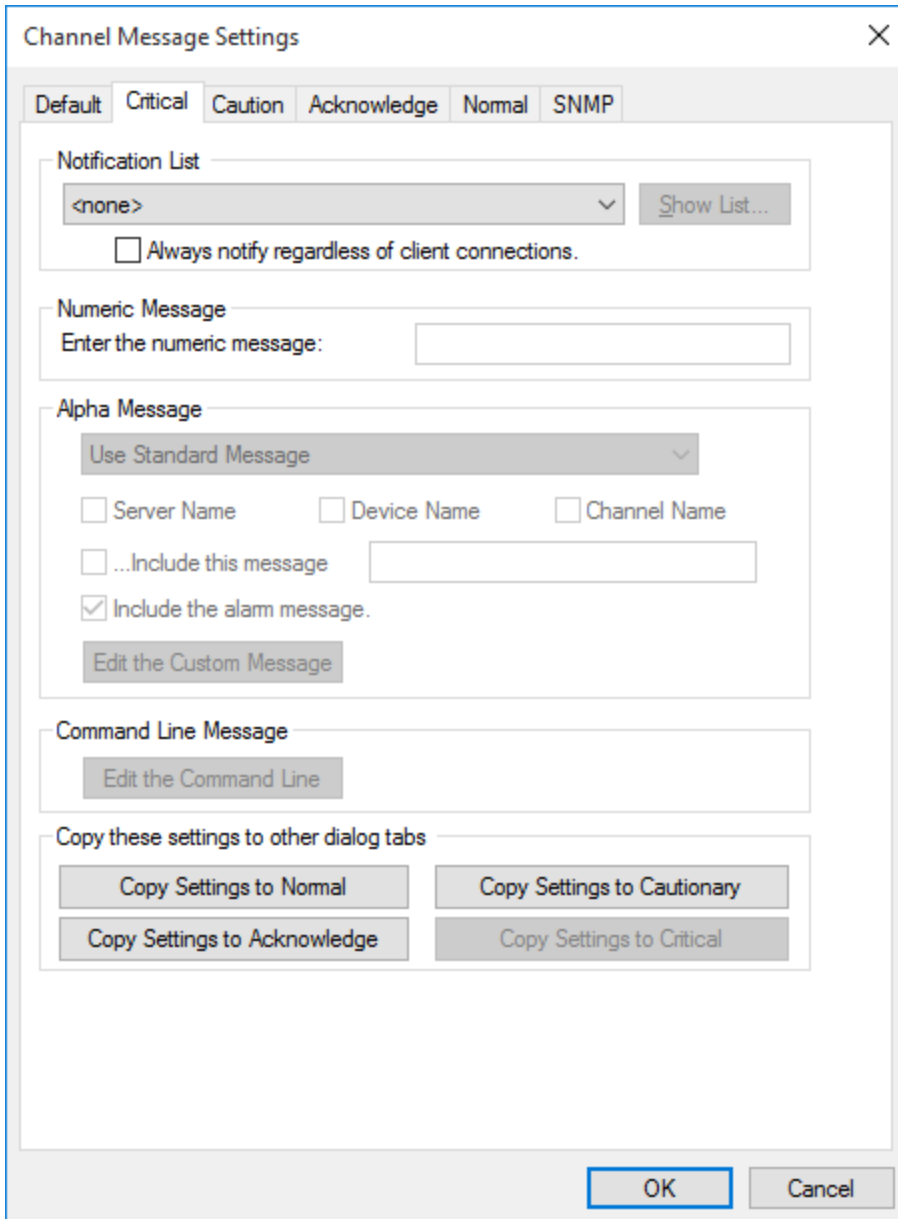 Channel Message Settings
Default Critical Caution Acknowledge Normal SNMP
Notification List
<none> Show List...
Always notify regardless of client connections.
Numeric Message
Enter the numeric message:
Alpha Message
Use Standard Message
Server Name Device Name Channel Name
...Include this message
Include the alarm message.
Edit the Custom Message
Command Line Message
Edit the Command Line
Copy these settings to other dialog tabs
Copy Settings to Normal Copy Settings to Cautionary
Copy Settings to Acknowledge Copy Settings to Critical
OK Cancel